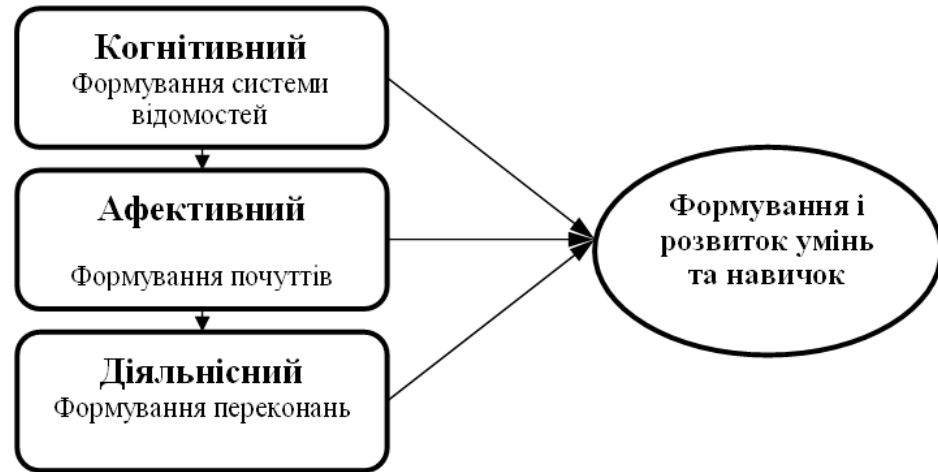 Когнітивний
Формування системи
відомостей
Афективний
Формування почуттів
Діяльнісний
Формування переконань
Формування і
розвиток умінь
та навичок